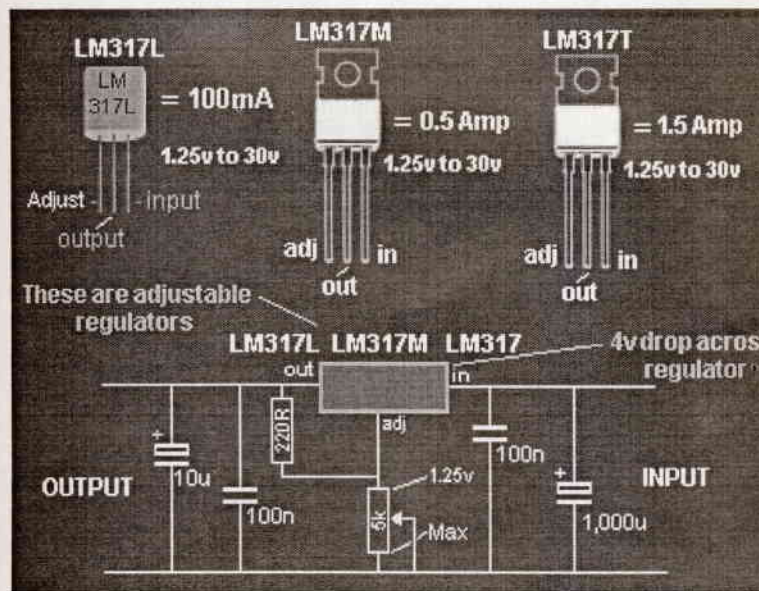 LM317L
LM317M
LM317T
LM
317L
= 100mA
= 0.5 Amp
= 1.5 Amp
1.25v to 30v
1.25v to 30v
1.25v to 30v
Adjust
input
output
adj
in
out
adj
in
out
These are adjustable
regulators
LM317L LM317M LM317
4v drop acros
regulator
out
in
adj
220R
100n
1.25v
+
10u
OUTPUT
100n
5k
Max
+
INPUT
1,000u